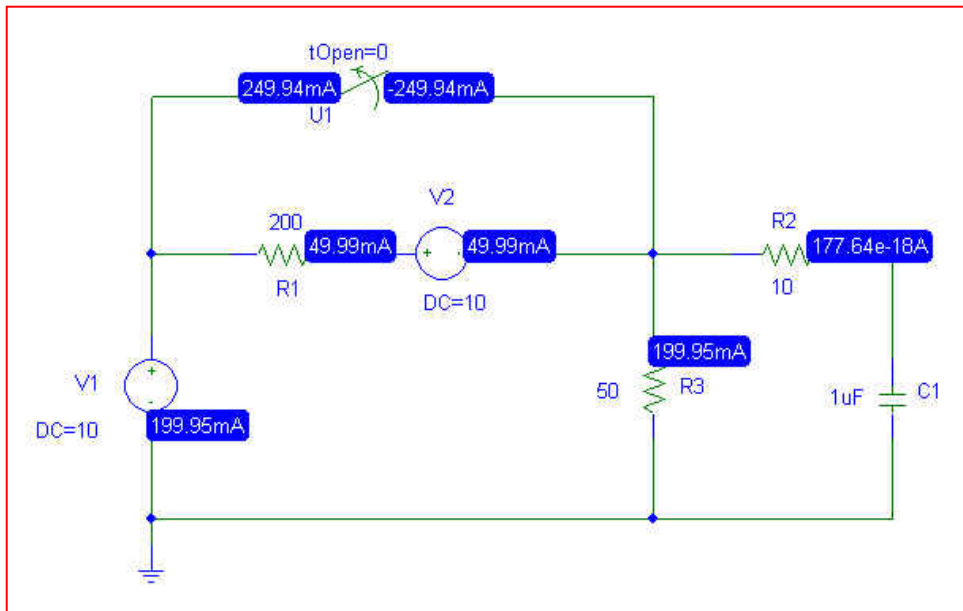 tOpen=0
249.94mA -249.94mA
U1
V2
200 R2
49.99mA + - 49.99mA 177.64e-18A
R1 10
DC=10
199.95mA
V1 + 50 R3 1uF C1
-
DC=10 199.95mA